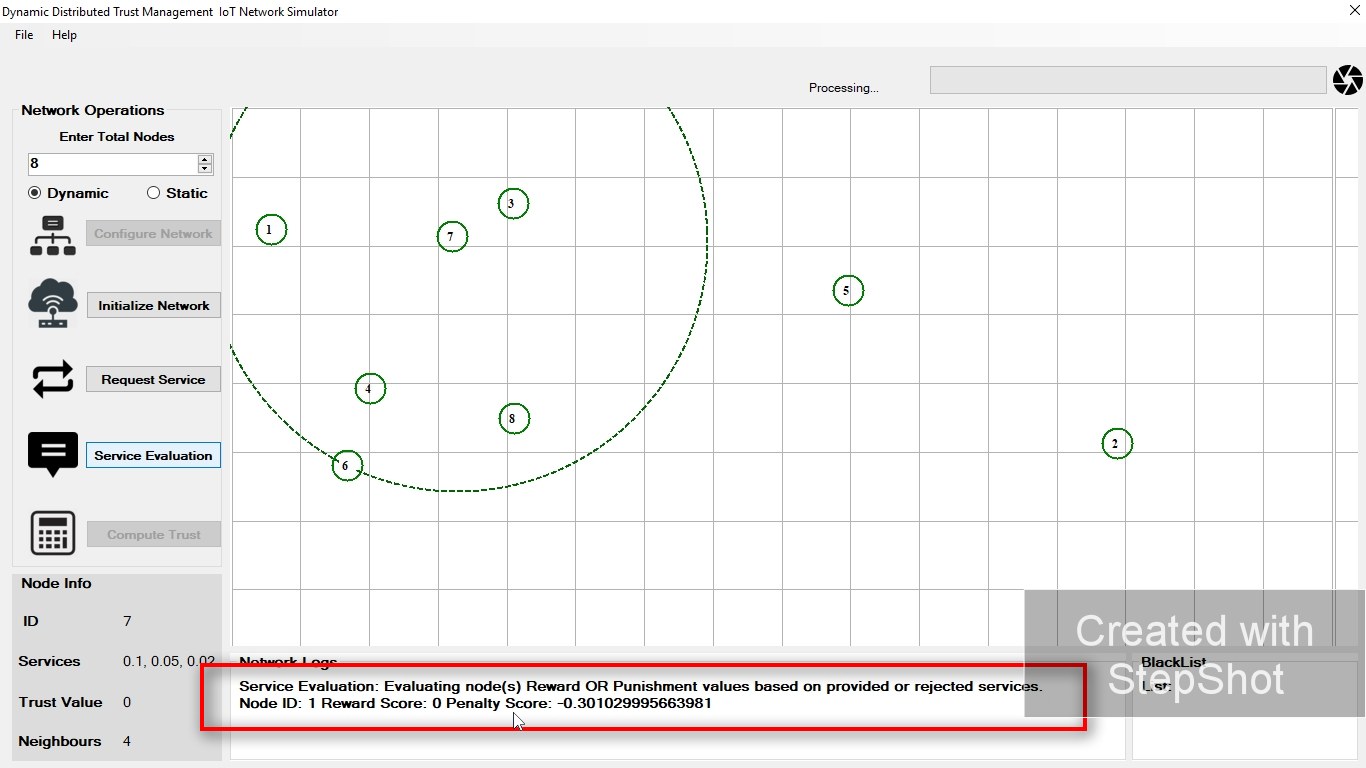 Dynamic Distributed Trust Management IoT Network Simulator
File Help
Processing...
Network Operations
Enter Total Nodes
8
Dynamic Static
Configure Network
Initialize Network
Request Service
Service Evaluation
Compute Trust
3
1
7
5
4
8
2
6
Node Info
ID 7
Services 0.1, 0.05, 0.02
Trust Value 0
Neighbours 4
Network Logs
Service Evaluation: Evaluating node(s) Reward OR Punishment values based on provided or rejected services.
Node ID: 1 Reward Score: 0 Penalty Score: -0.301029995663981
BlackList
List:
Created with
StepShot